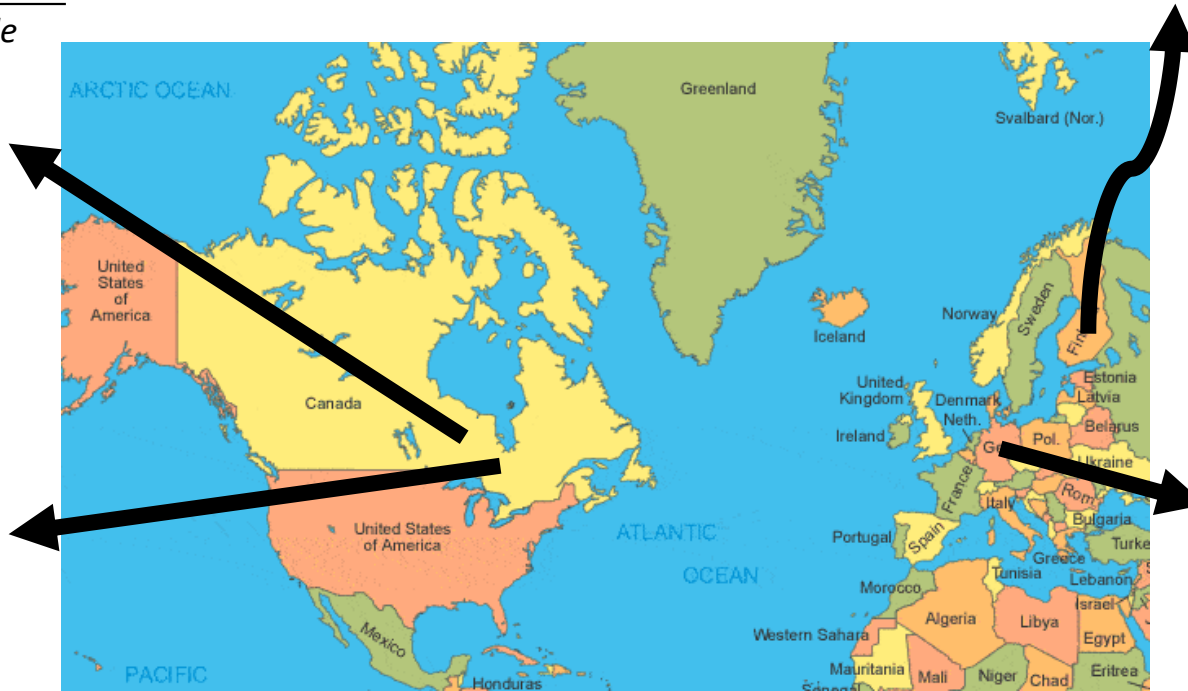 ARCTIC OCEAN
Greenland
Svalbard (Nor.)
United
States
of
America
Canada
Iceland
Norway
Sweden
Estonia
Latvia
United
Kingdom
Denmark
Neth.
Ireland
Pol.
Belarus
Ukraine
France
Italy
Rom
Bulgaria
United States
of America
ATLANTIC
OCEAN
Portugal
Spain
Greece
Turke
Tunisia
Lebanon
Israel
Morocco
Algeria
Libya
Egypt
Western Sahara
Mexico
Mauritania
Mali
Niger
Chad
Eritrea
PACIFIC
Honduras